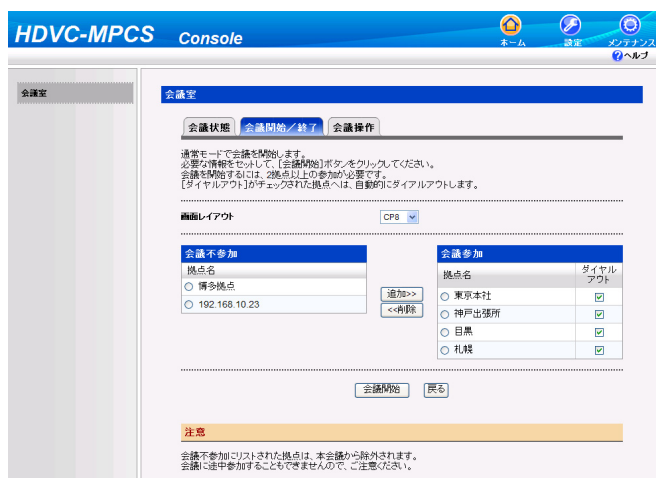 HDVC-MPCS Console
ホーム 設定 メンテナンス
ヘルプ
会議室
会議室
会議状態 会議開始／終了 会議操作
通常モードで会議を開始します。
必要な情報をセットして、[会議開始]ボタンをクリックしてください。
会議を開始するには、2拠点以上の参加が必要です。
[ダイヤルアウト]がチェックされた拠点へは、自動的にダイアルアウトします。
画面レイアウト CP8
会議不参加
拠点名
博多拠点
192.168.10.23
追加>>
<<削除
会議参加
拠点名 ダイヤル
アウト
東京本社
神戸出張所
目黒
札幌
会議開始 戻る
注意
会議不参加にリストされた拠点は、本会議から除外されます。
会議に途中参加することもできませんので、ご注意ください。